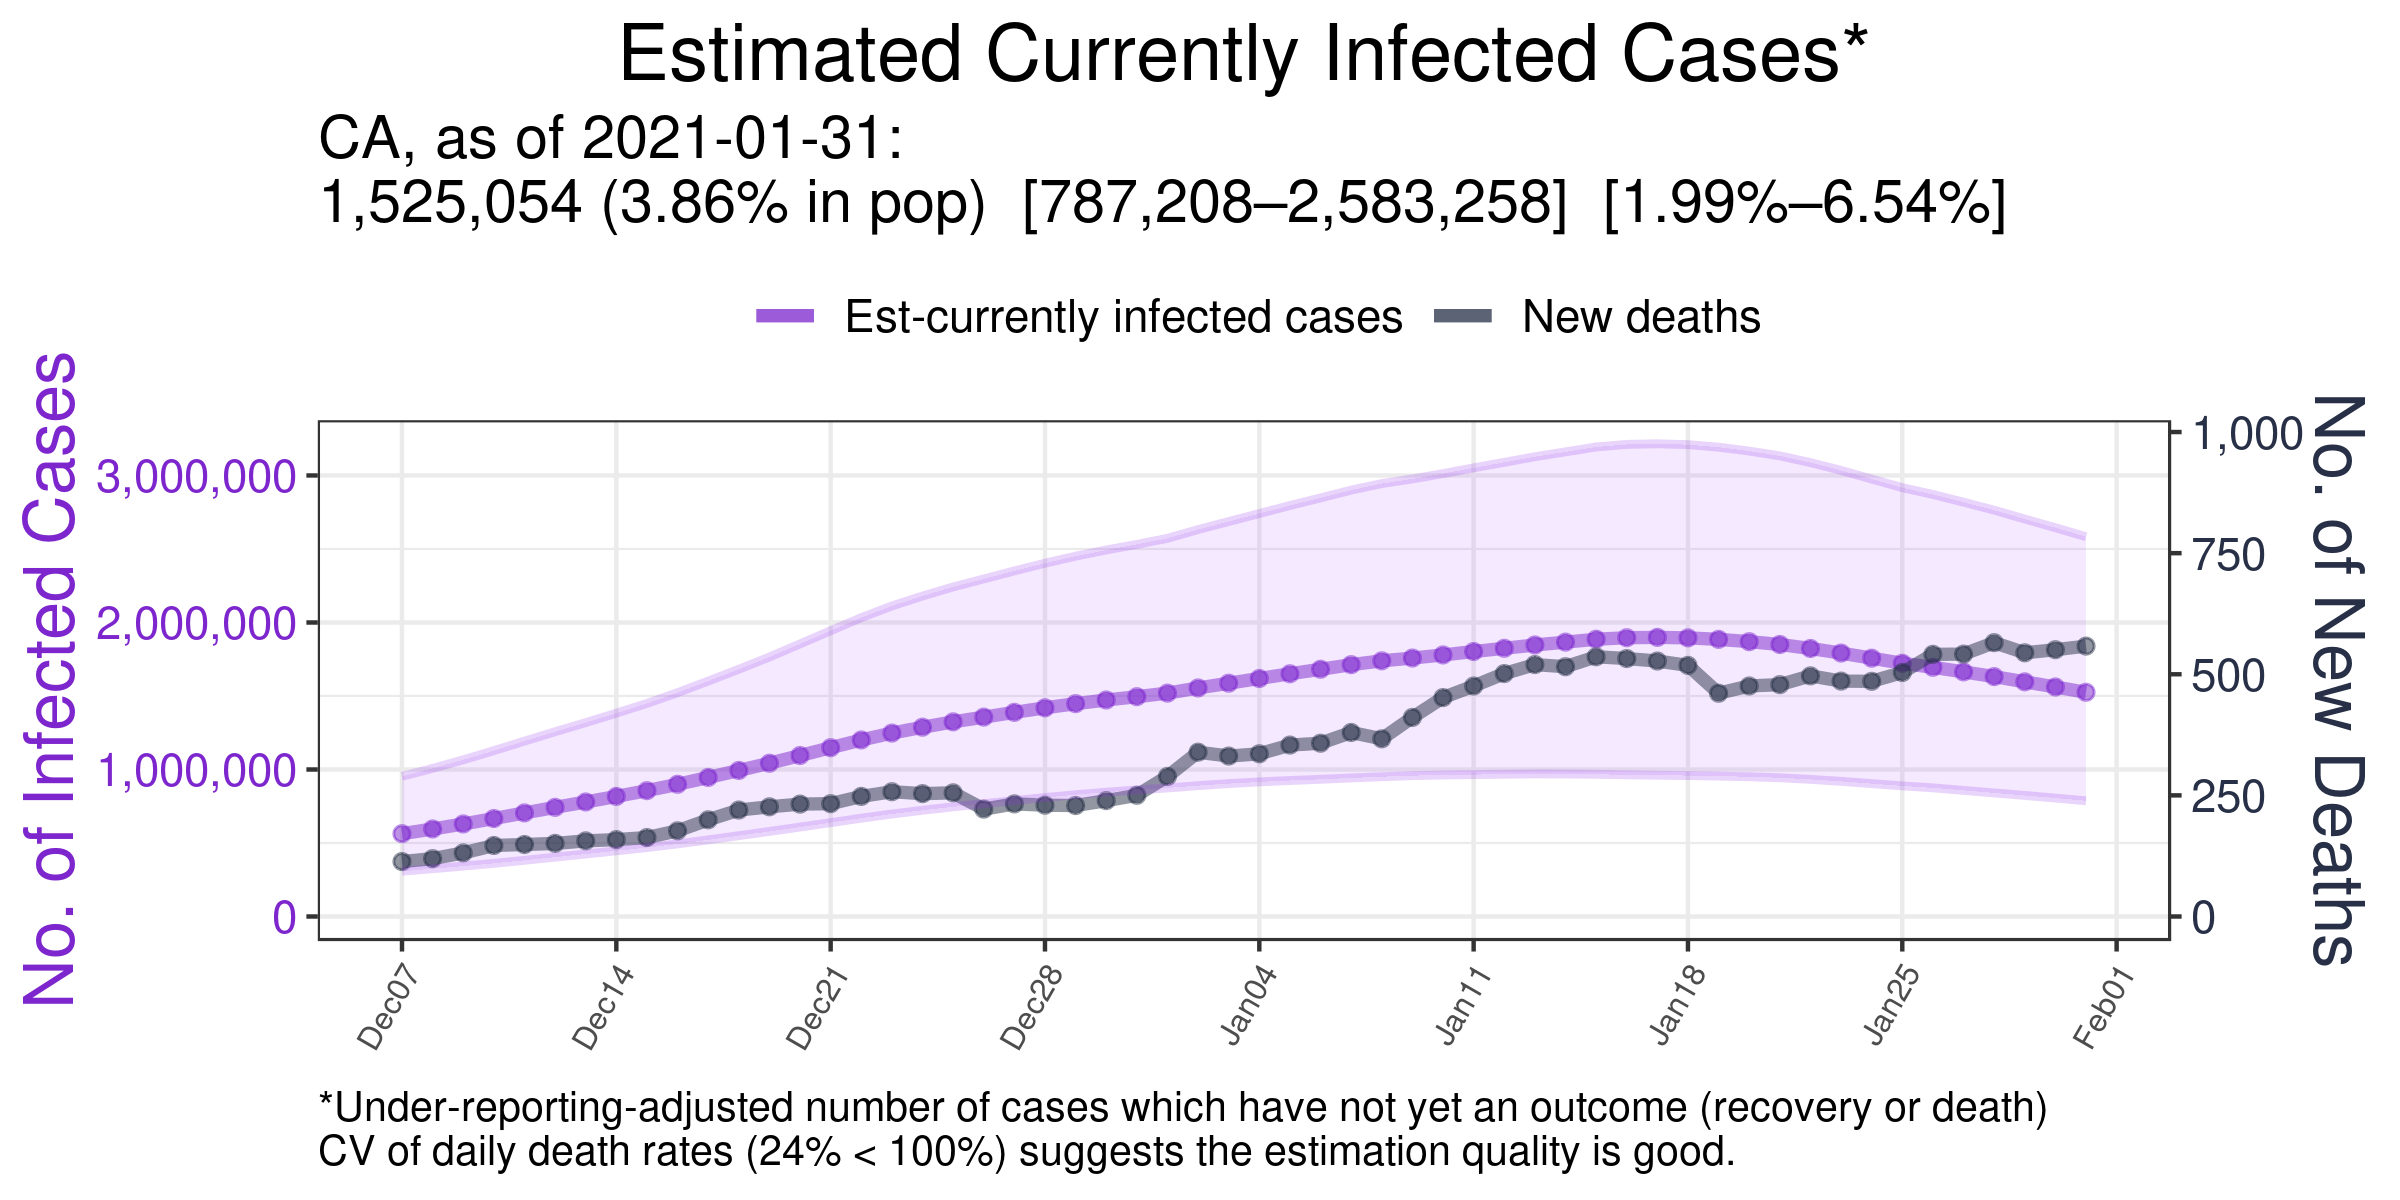 Estimated Currently Infected Cases*
CA, as of 2021-01-31:
1,525,054 (3.86% in pop)  [787,208–2,583,258]  [1.99%–6.54%]
Est-currently infected cases
New deaths
No. of Infected Cases
3,000,000
2,000,000
1,000,000
0
1,000
750
500
250
0
No. of New Deaths
Dec07
Dec14
Dec21
Dec28
Jan04
Jan11
Jan18
Jan25
Feb01
*Under-reporting-adjusted number of cases which have not yet an outcome (recovery or death)
CV of daily death rates (24% < 100%) suggests the estimation quality is good.